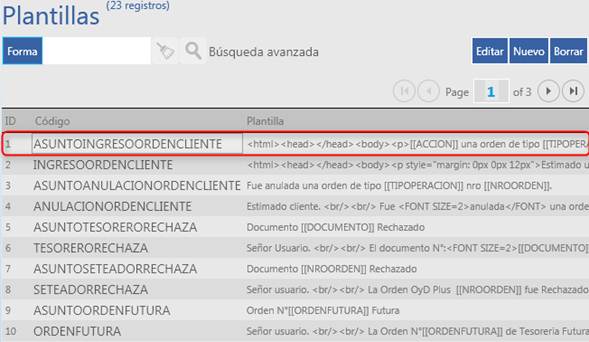 Plantillas (23 registros)
Forma Búsqueda avanzada Editar Nuevo Borrar
Page 1 of 3
ID Código Plantilla
1 ASUNTOINGRESOORDENCLIENTE <html><head></head><body><p>[[ACCION]] una orden de tipo [[TIPOPERA
2 INGRESOORDENCLIENTE <html><head></head><body><p style="margin: 0px 0px 12px">Estimado u
3 ASUNTOANULACIONORDENCLIENTE Fue anulada una orden de tipo [[TIPOPERACION]] nro [[NROORDEN]].
4 ANULACIONORDENCLIENTE Estimado cliente. <br/><br/> Fue <FONT SIZE=2>anulada</FONT> una orde
5 ASUNTOTESORERORECHAZA Documento [[DOCUMENTO]] Rechazado
6 TESORERORECHAZA Señor Usuario. <br/><br/> El documento N°:<FONT SIZE=2>[[DOCUMENTO]
7 ASUNTOSETEADORRECHAZA Documento [[NROORDEN]] Rechazado
8 SETEADORRECHAZA Señor usuario. <br/><br/> La Orden OyD Plus [[NROORDEN]] fue Rechazado
9 ASUNTOORDENFUTURA Orden N°[[ORDENFUTURA]] Futura
10 ORDENFUTURA Señor usuario. <br/><br/> La Orden N°[[ORDENFUTURA]] de Tesoreria Futura